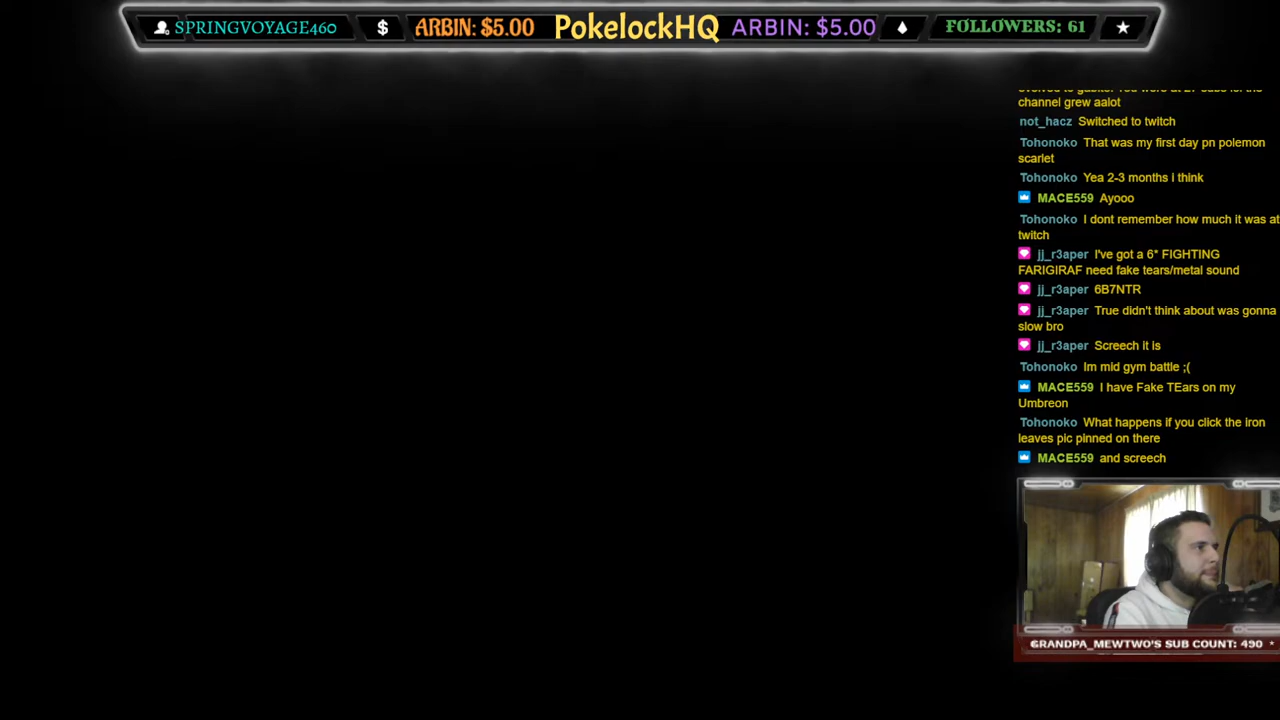 SPRINGVOYAGE460 $ ARBIN: $5.00 PokelockHQ ARBIN: $5.00 FOLLOWERS: 61
channel grew aalot
not_hacz Switched to twitch
Tohonoko That was my first day pn polemon
scarlet
Tohonoko Yea 2-3 months i think
MACE559 Ayooo
Tohonoko I dont remember how much it was at
twitch
jj_r3aper I've got a 6* FIGHTING
FARIGIRAF need fake tears/metal sound
jj_r3aper 6B7NTR
jj_r3aper True didn't think about was gonna
slow bro
jj_r3aper Screech it is
Tohonoko Im mid gym battle ;(
MACE559 I have Fake TEars on my
Umbreon
Tohonoko What happens if you click the iron
leaves pic pinned on there
MACE559 and screech
GRANDPA_MEWTWO'S SUB COUNT: 490 *